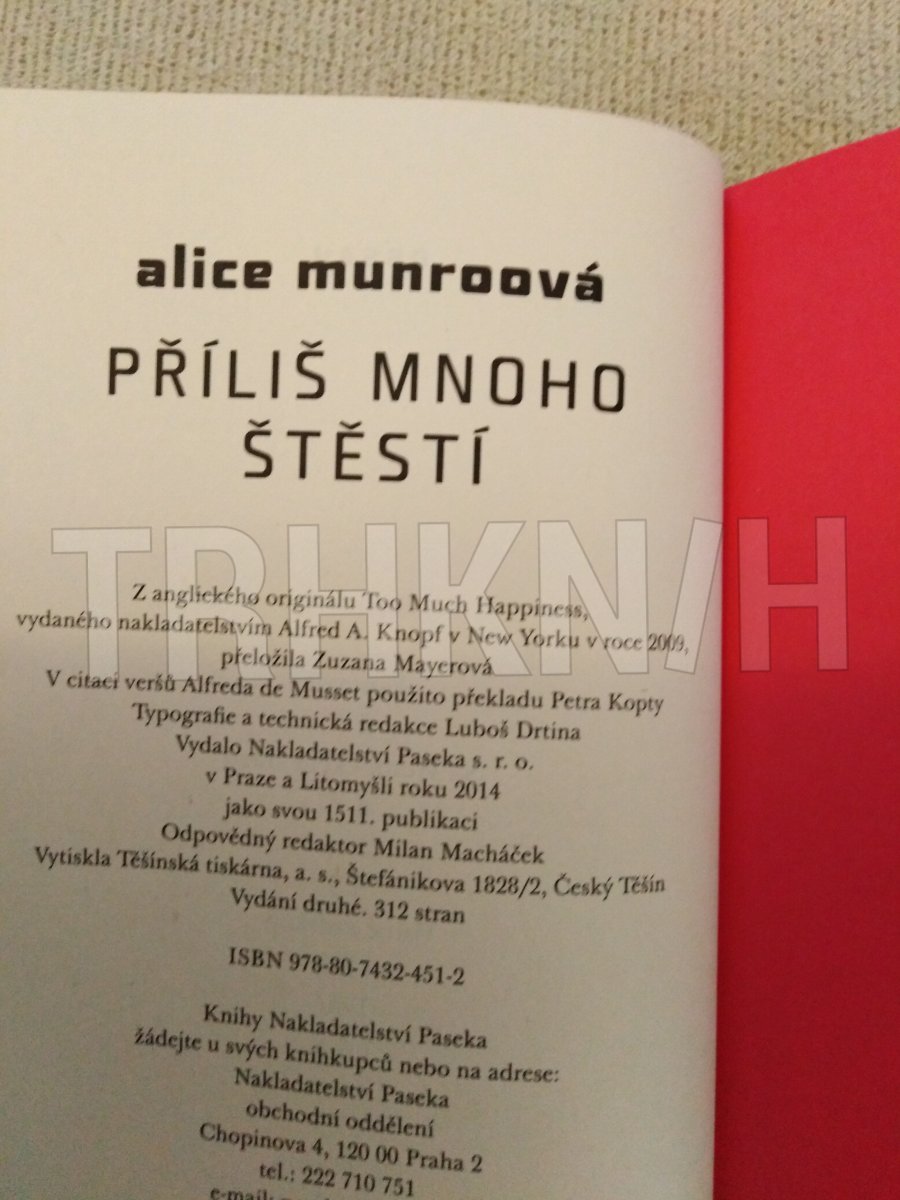 alice munroová
PŘÍLIŠ MNOHO
ŠTĚSTÍ
TRHKNIH
Z anglického originálu Too Much Happiness,
vydaného nakladatelstvím Alfred A. Knopf v New Yorku v roce 2009,
přeložila Zuzana Mayerová
V citaci veršů Alfreda de Musset použito překladu Petra Kopty
Typografie a technická redakce Luboš Drtina
Vydalo Nakladatelství Paseka s. r. o.
v Praze a Litomyšli roku 2014
jako svou 1511. publikaci
Odpovědný redaktor Milan Macháček
Vytiskla Těšínská tiskárna, a. s., Štefánikova 1828/2, Český Těšín
Vydání druhé. 312 stran
ISBN 978-80-7432-451-2
Knihy Nakladatelství Paseka
žádejte u svých knihkupců nebo na adrese:
Nakladatelství Paseka
obchodní oddělení
Chopinova 4, 120 00 Praha 2
tel.: 222 710 751
e-mail: